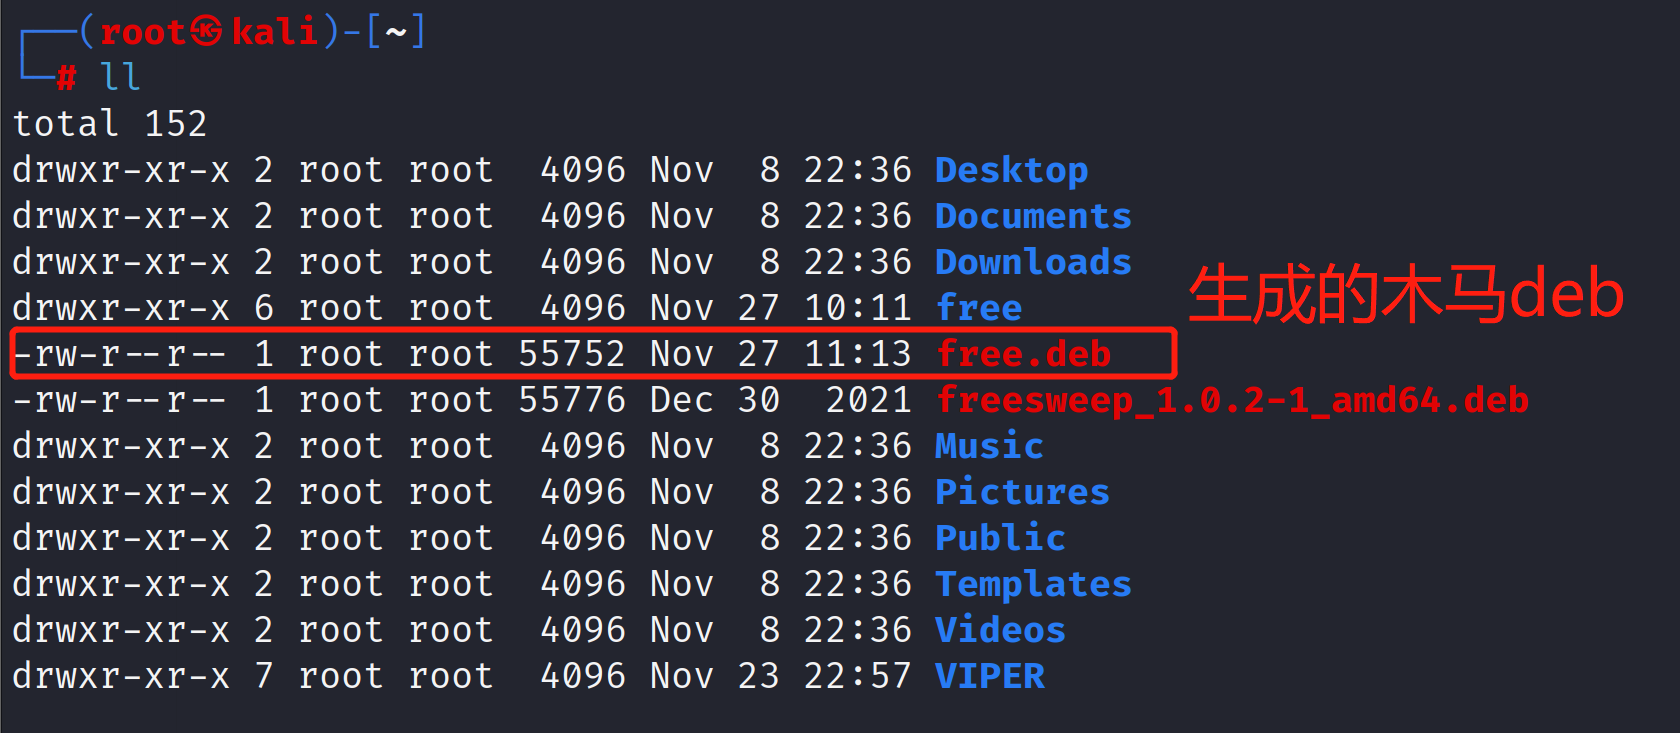 ┌──(root㉿kali)-[~]
└─# ll
total 152
drwxr-xr-x 2 root root  4096 Nov  8 22:36 Desktop
drwxr-xr-x 2 root root  4096 Nov  8 22:36 Documents
drwxr-xr-x 2 root root  4096 Nov  8 22:36 Downloads
drwxr-xr-x 6 root root  4096 Nov 27 10:11 free
生成的木马deb
-rw-r--r-- 1 root root 55752 Nov 27 11:13 free.deb
-rw-r--r-- 1 root root 55776 Dec 30  2021 freesweep_1.0.2-1_amd64.deb
drwxr-xr-x 2 root root  4096 Nov  8 22:36 Music
drwxr-xr-x 2 root root  4096 Nov  8 22:36 Pictures
drwxr-xr-x 2 root root  4096 Nov  8 22:36 Public
drwxr-xr-x 2 root root  4096 Nov  8 22:36 Templates
drwxr-xr-x 2 root root  4096 Nov  8 22:36 Videos
drwxr-xr-x 7 root root  4096 Nov 23 22:57 VIPER